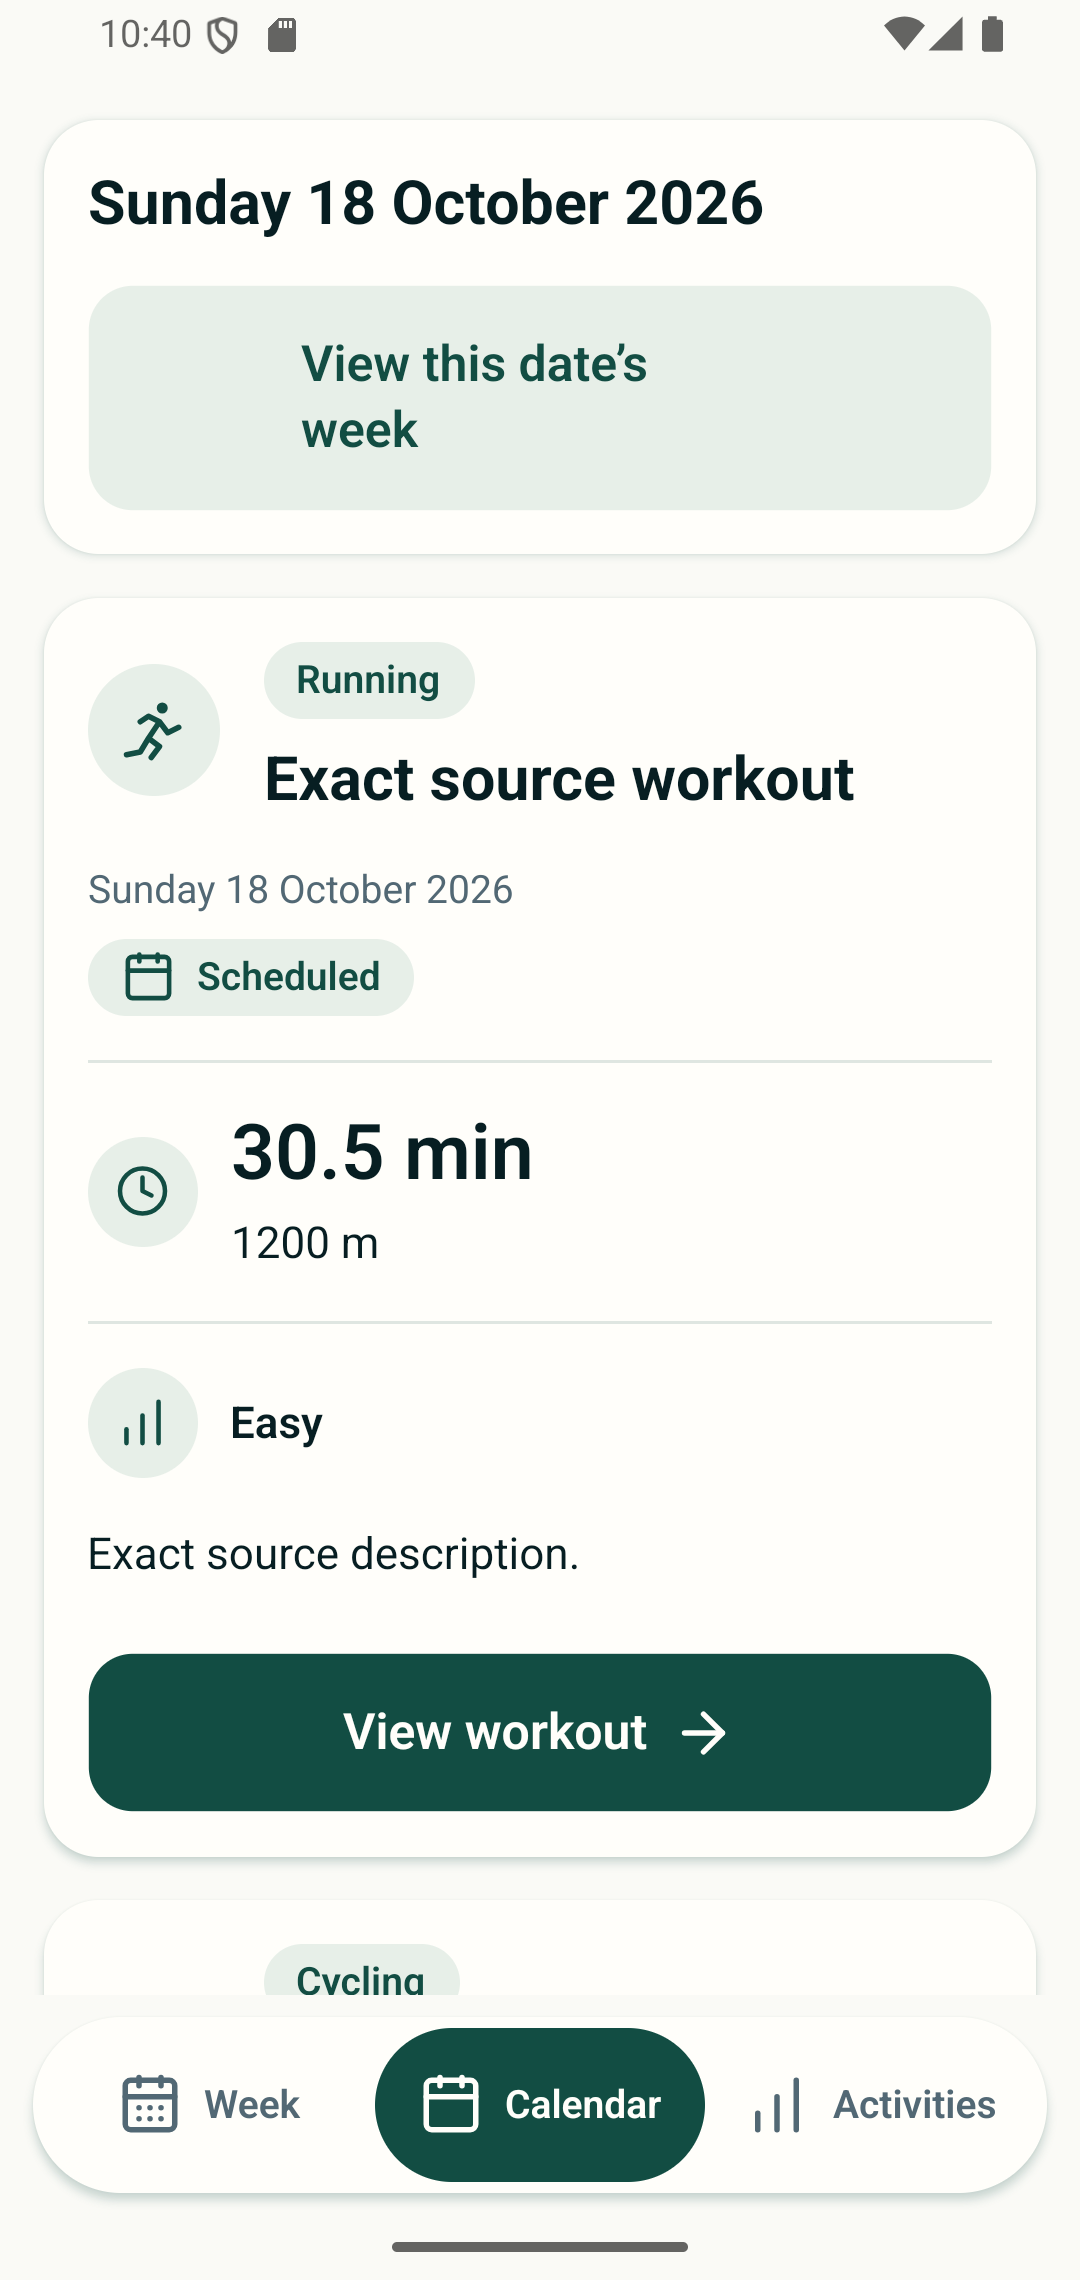 10:40
Sunday 18 October 2026
View this date’s
week
Running
Exact source workout
Sunday 18 October 2026
Scheduled
30.5 min
1200 m
Easy
Exact source description.
View workout
Cycling
Week
Calendar
Activities